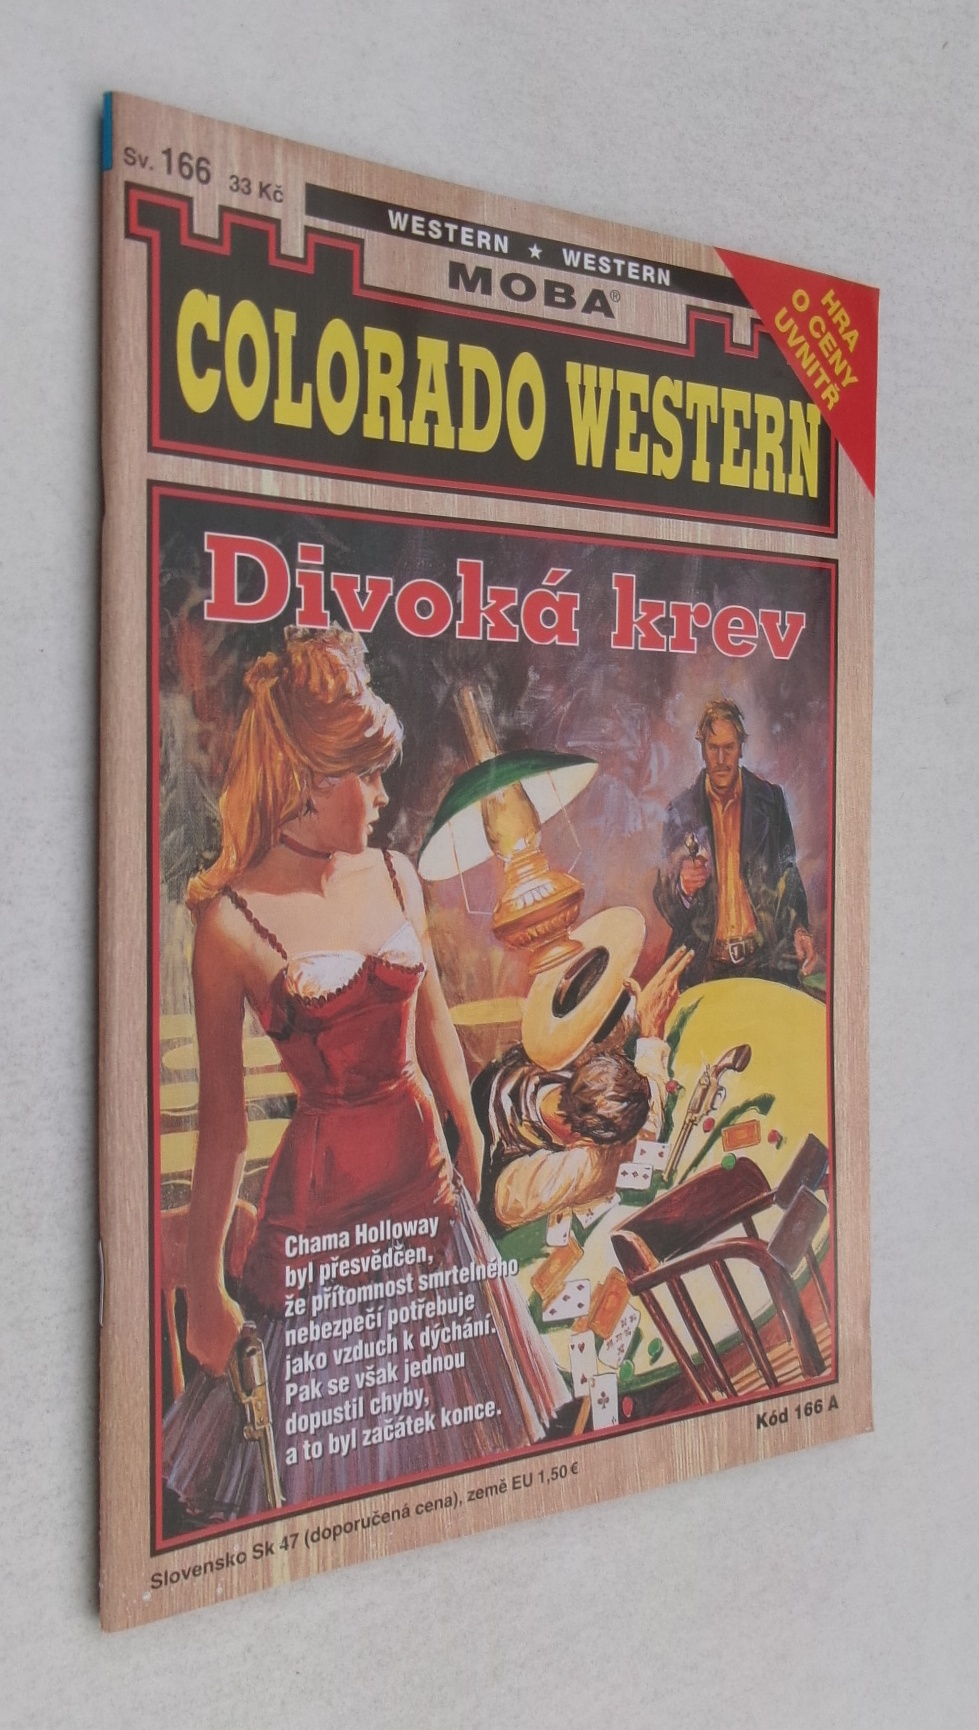 Sv. 166 33 Kč
WESTERN ★ WESTERN
MOBA®
HRA
O CENY
UVNITŘ
COLORADO WESTERN
Divoká krev
Chama Holloway
byl přesvědčen,
že přítomnost smrtelného
nebezpečí potřebuje
jako vzduch k dýchání.
Pak se však jednou
dopustil chyby,
a to byl začátek konce.
Kód 166 A
Slovensko Sk 47 (doporučená cena), země EU 1,50 €